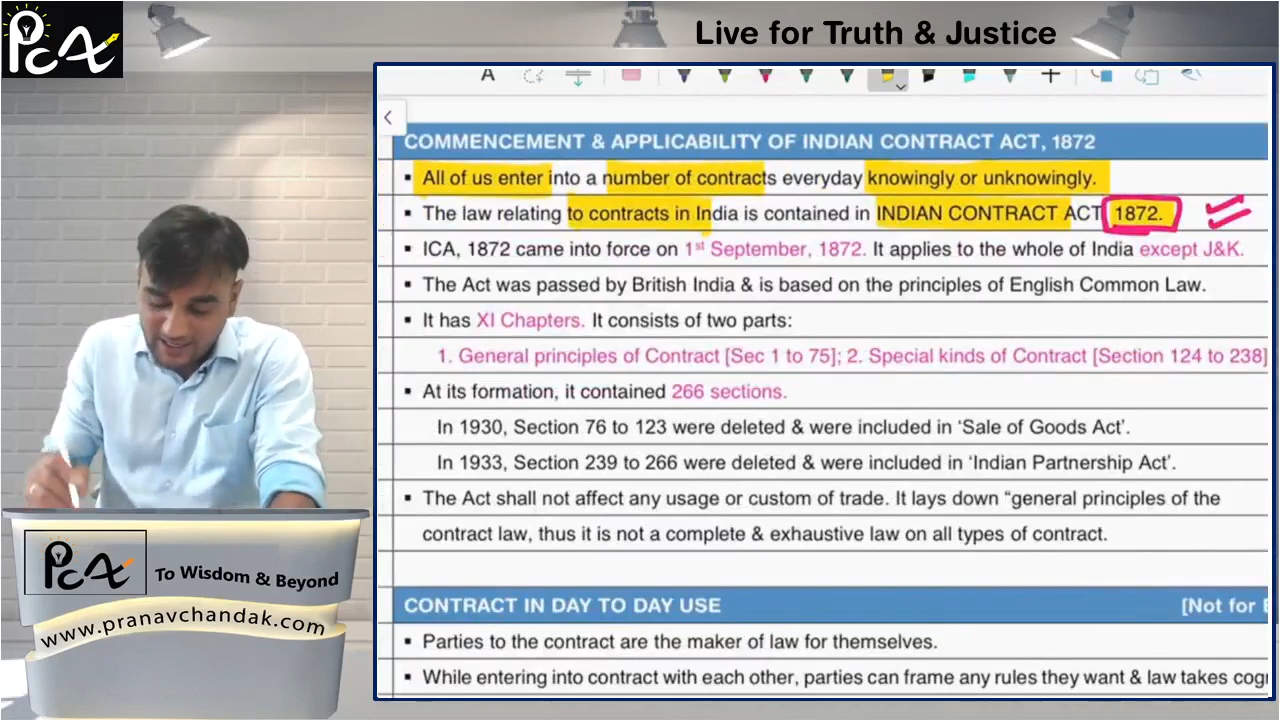 PCA
Live for Truth & Justice
A
COMMENCEMENT & APPLICABILITY OF INDIAN CONTRACT ACT, 1872
▪ All of us enter into a number of contracts everyday knowingly or unknowingly.
▪ The law relating to contracts in India is contained in INDIAN CONTRACT ACT 1872.
▪ ICA, 1872 came into force on 1st September, 1872. It applies to the whole of India except J&K.
▪ The Act was passed by British India & is based on the principles of English Common Law.
▪ It has XI Chapters. It consists of two parts:
1. General principles of Contract [Sec 1 to 75]; 2. Special kinds of Contract [Section 124 to 238]
▪ At its formation, it contained 266 sections.
In 1930, Section 76 to 123 were deleted & were included in ‘Sale of Goods Act’.
In 1933, Section 239 to 266 were deleted & were included in ‘Indian Partnership Act’.
▪ The Act shall not affect any usage or custom of trade. It lays down “general principles of the
contract law, thus it is not a complete & exhaustive law on all types of contract.
CONTRACT IN DAY TO DAY USE [Not for
▪ Parties to the contract are the maker of law for themselves.
▪ While entering into contract with each other, parties can frame any rules they want & law takes cog
PCA To Wisdom & Beyond
www.pranavchandak.com